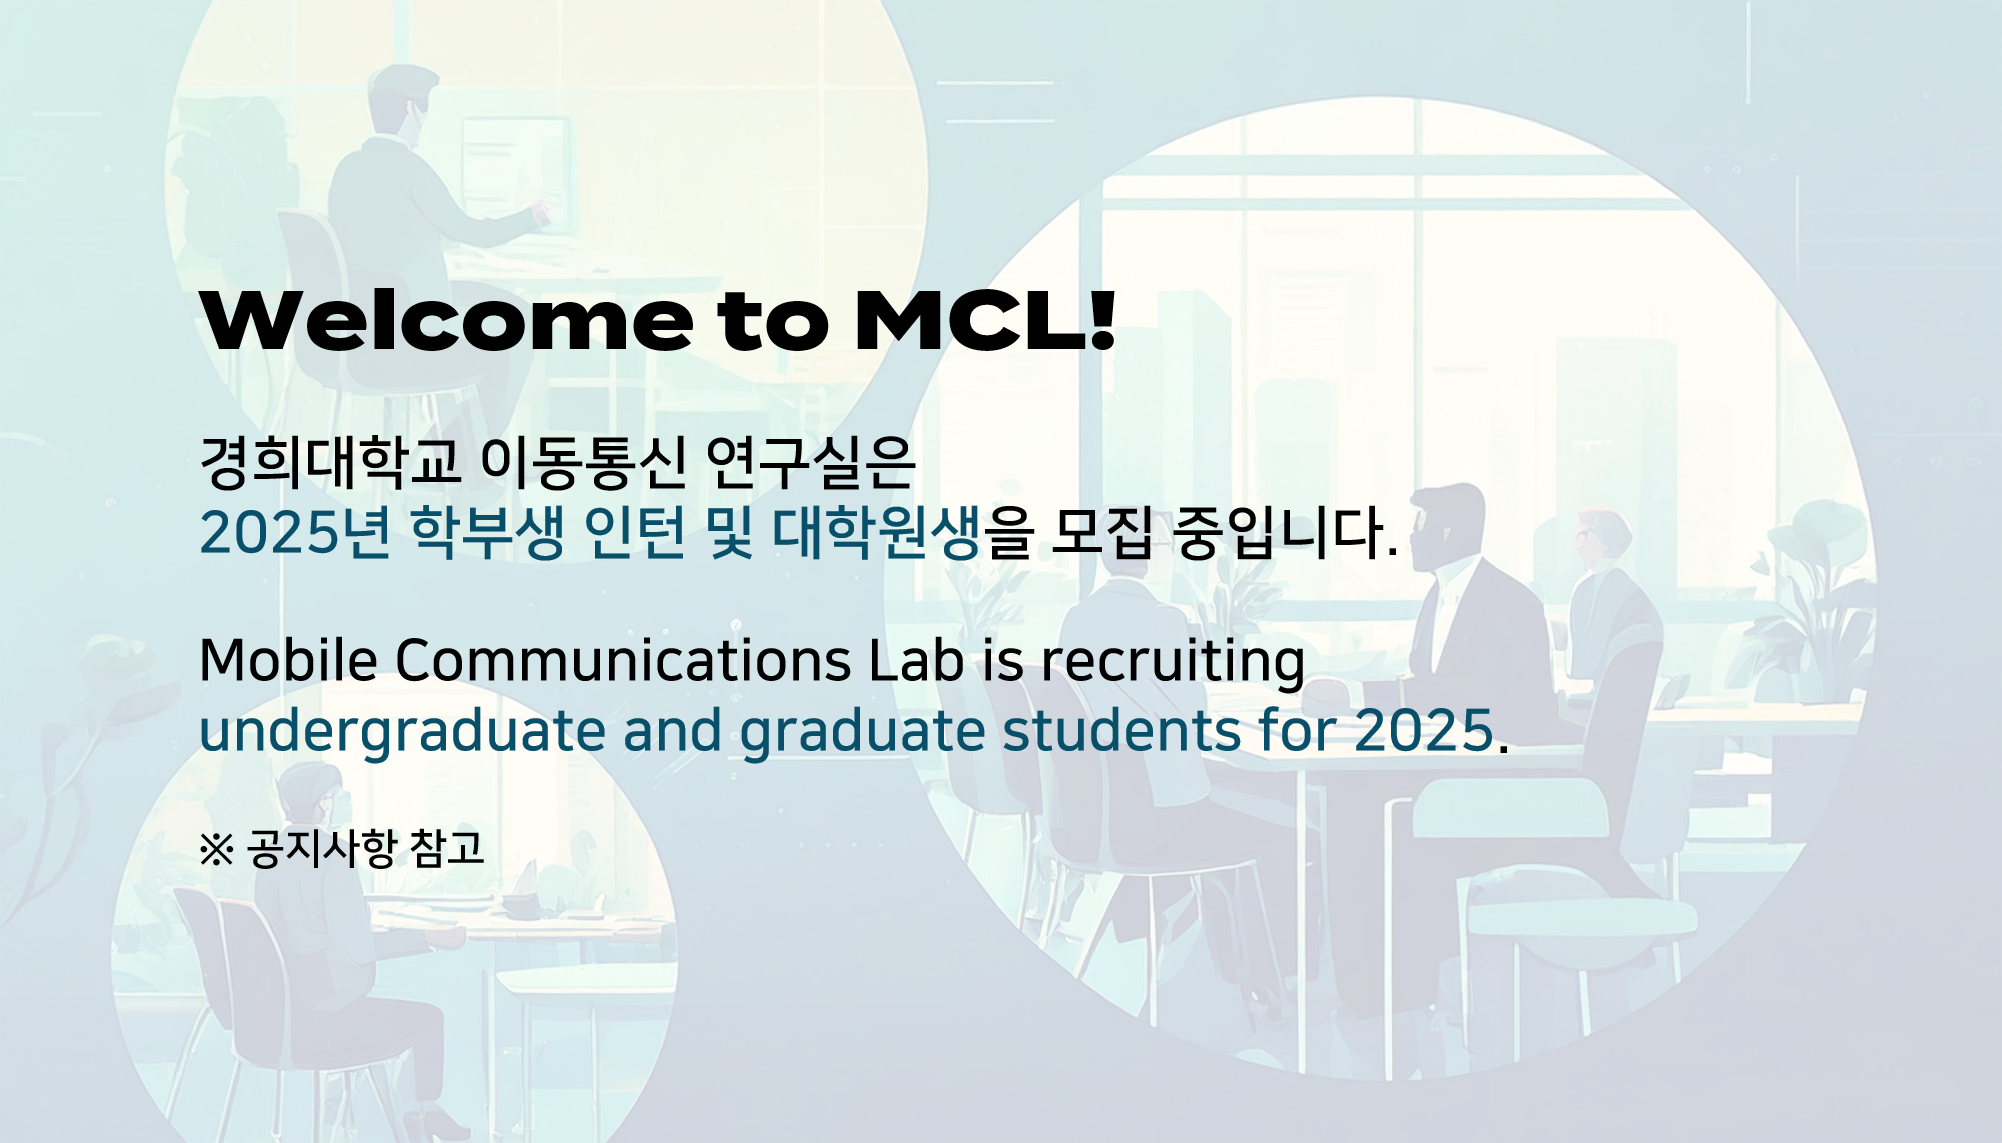 Welcome to MCL!
경희대학교 이동통신 연구실은
2025년 학부생 인턴 및 대학원생을 모집 중입니다.
Mobile Communications Lab is recruiting
undergraduate and graduate students for 2025.
※ 공지사항 참고